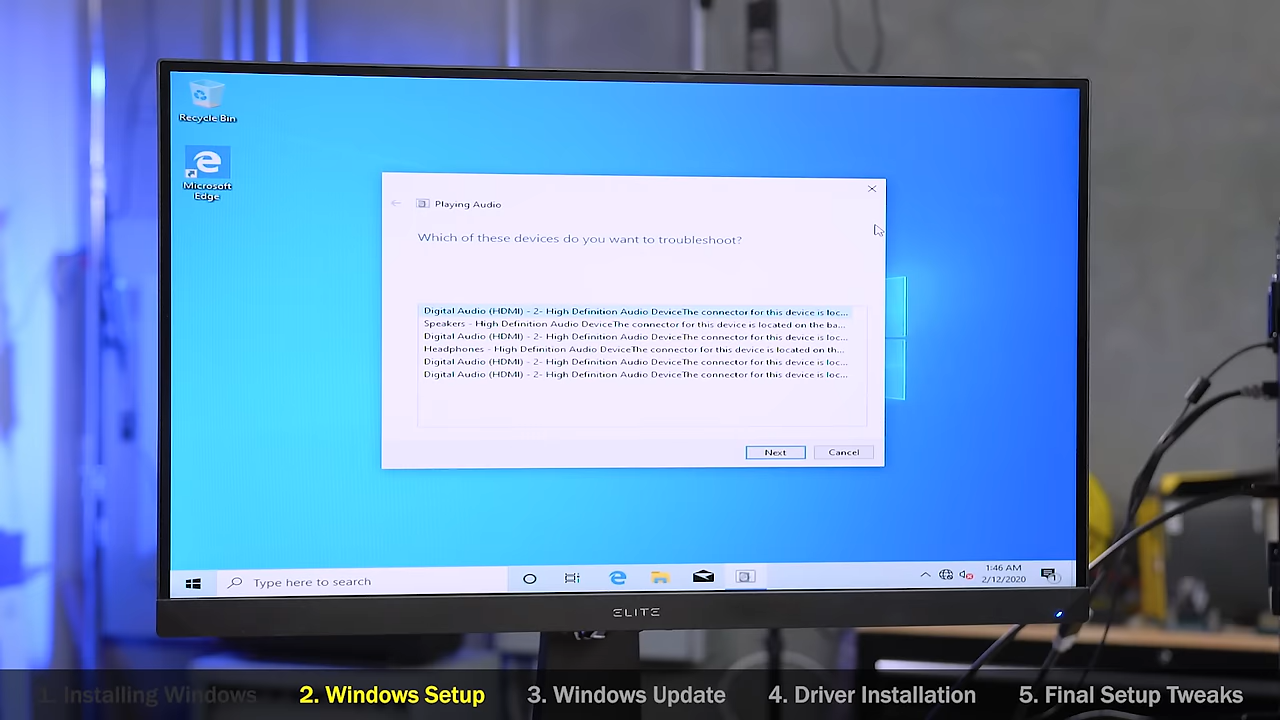 Recycle Bin
Microsoft
Edge
Playing Audio
Which of these devices do you want to troubleshoot?
Digital Audio (HDMI) - 2- High Definition Audio DeviceThe connector for this device is loc...
Speakers - High Definition Audio DeviceThe connector for this device is located on the ba...
Digital Audio (HDMI) - 2- High Definition Audio DeviceThe connector for this device is loc...
Headphones - High Definition Audio DeviceThe connector for this device is located on th...
Digital Audio (HDMI) - 2- High Definition Audio DeviceThe connector for this device is loc...
Digital Audio (HDMI) - 2- High Definition Audio DeviceThe connector for this device is loc...
Next Cancel
Type here to search
1:46 AM
2/12/2020
1
ELITE
1. Installing Windows 2. Windows Setup 3. Windows Update 4. Driver Installation 5. Final Setup Tweaks